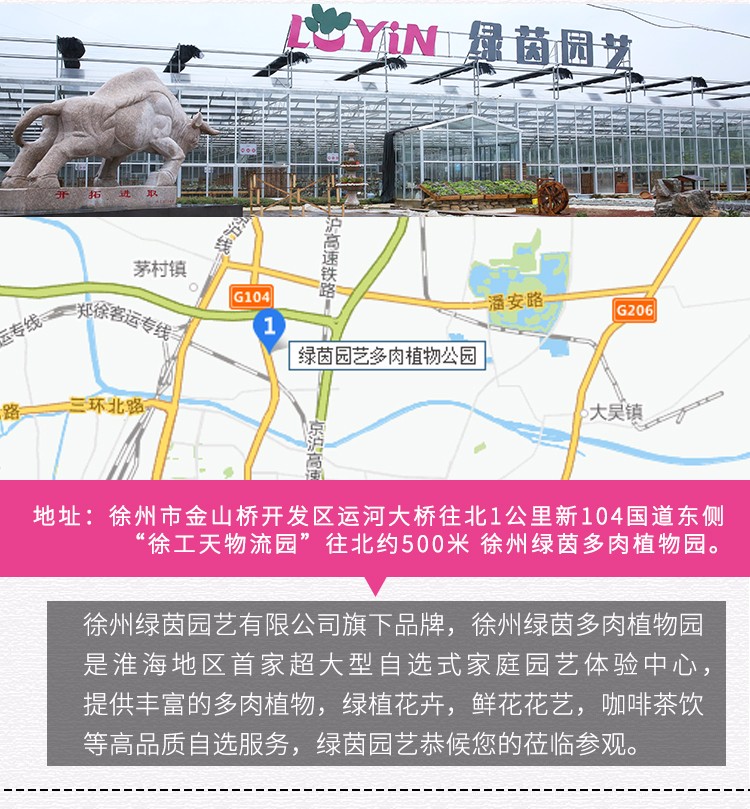 LUYiN 绿茵园艺
开拓进取
京沪线
沪高速铁路
茅村镇
G104
潘安路
G206
郑徐客运专线
运专线
1
绿茵园艺多肉植物公园
路
三环北路
大吴镇
京沪高速
地址：徐州市金山桥开发区运河大桥往北1公里新104国道东侧
“徐工天物流园”往北约500米 徐州绿茵多肉植物园。
徐州绿茵园艺有限公司旗下品牌，徐州绿茵多肉植物园
是淮海地区首家超大型自选式家庭园艺体验中心，
提供丰富的多肉植物，绿植花卉，鲜花花艺，咖啡茶饮
等高品质自选服务，绿茵园艺恭候您的莅临参观。